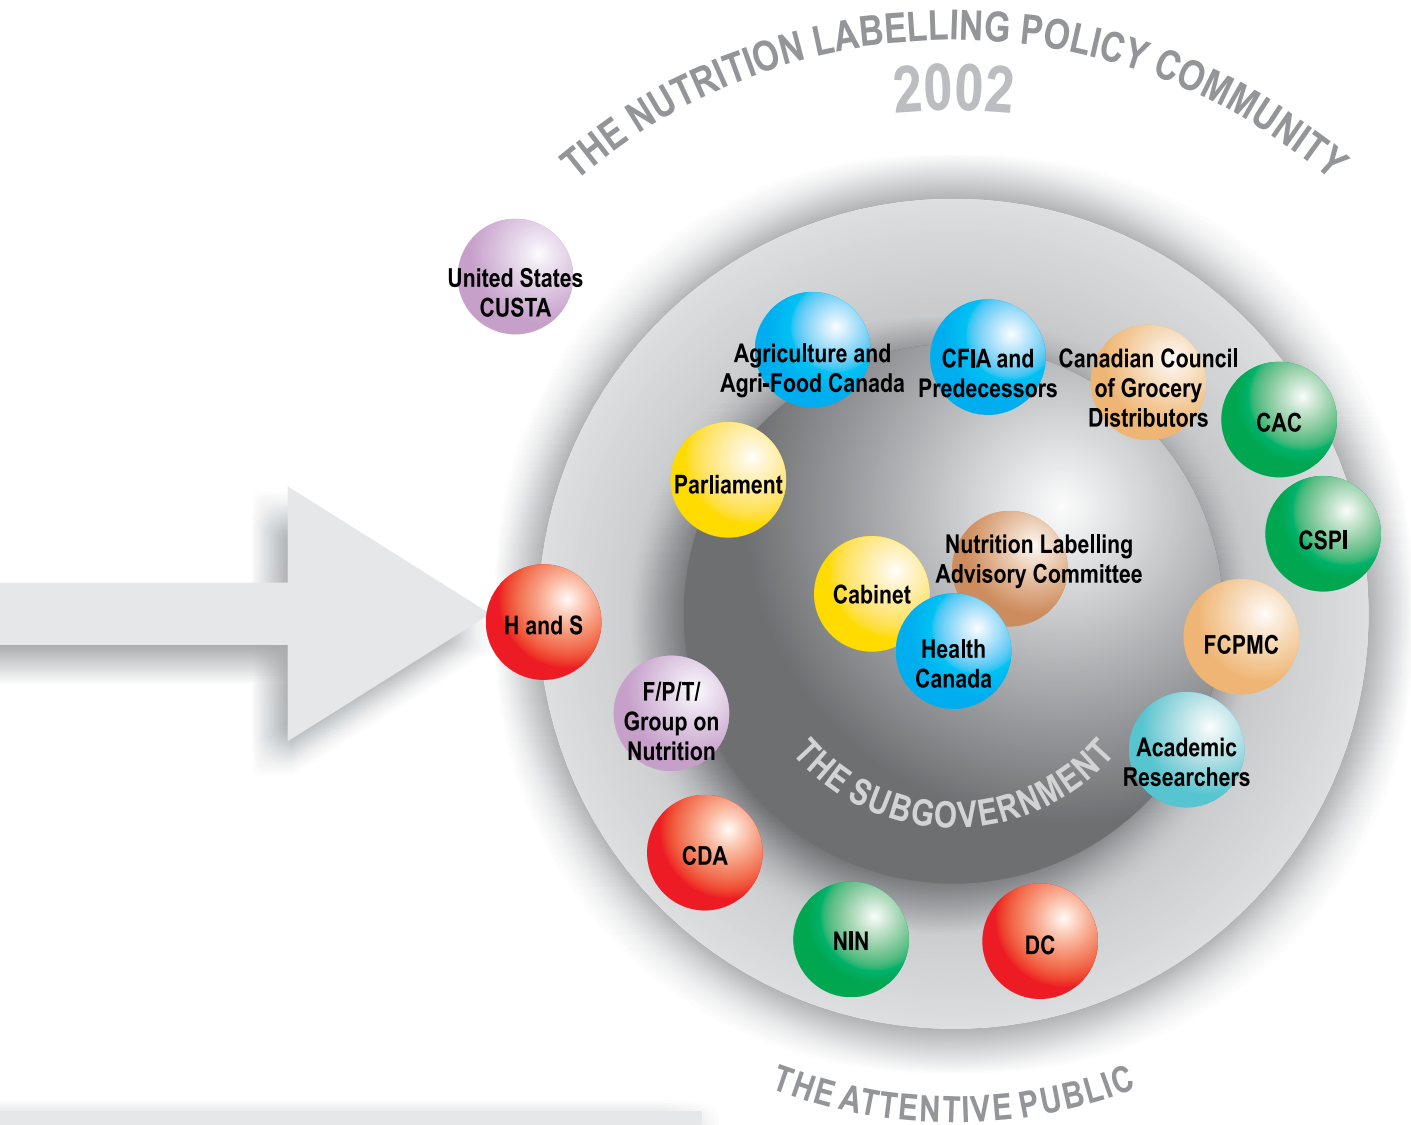 THE NUTRITION LABELLING POLICY COMMUNITY
2002
United States
CUSTA
Agriculture and
Agri-Food Canada
CFIA and
Predecessors
Canadian Council
of Grocery
Distributors
CAC
Parliament
CSPI
Nutrition Labelling
Advisory Committee
Cabinet
H and S
Health
Canada
FCPMC
F/P/T/
Group on
Nutrition
Academic
Researchers
THE SUBGOVERNMENT
CDA
NIN
DC
THE ATTENTIVE PUBLIC